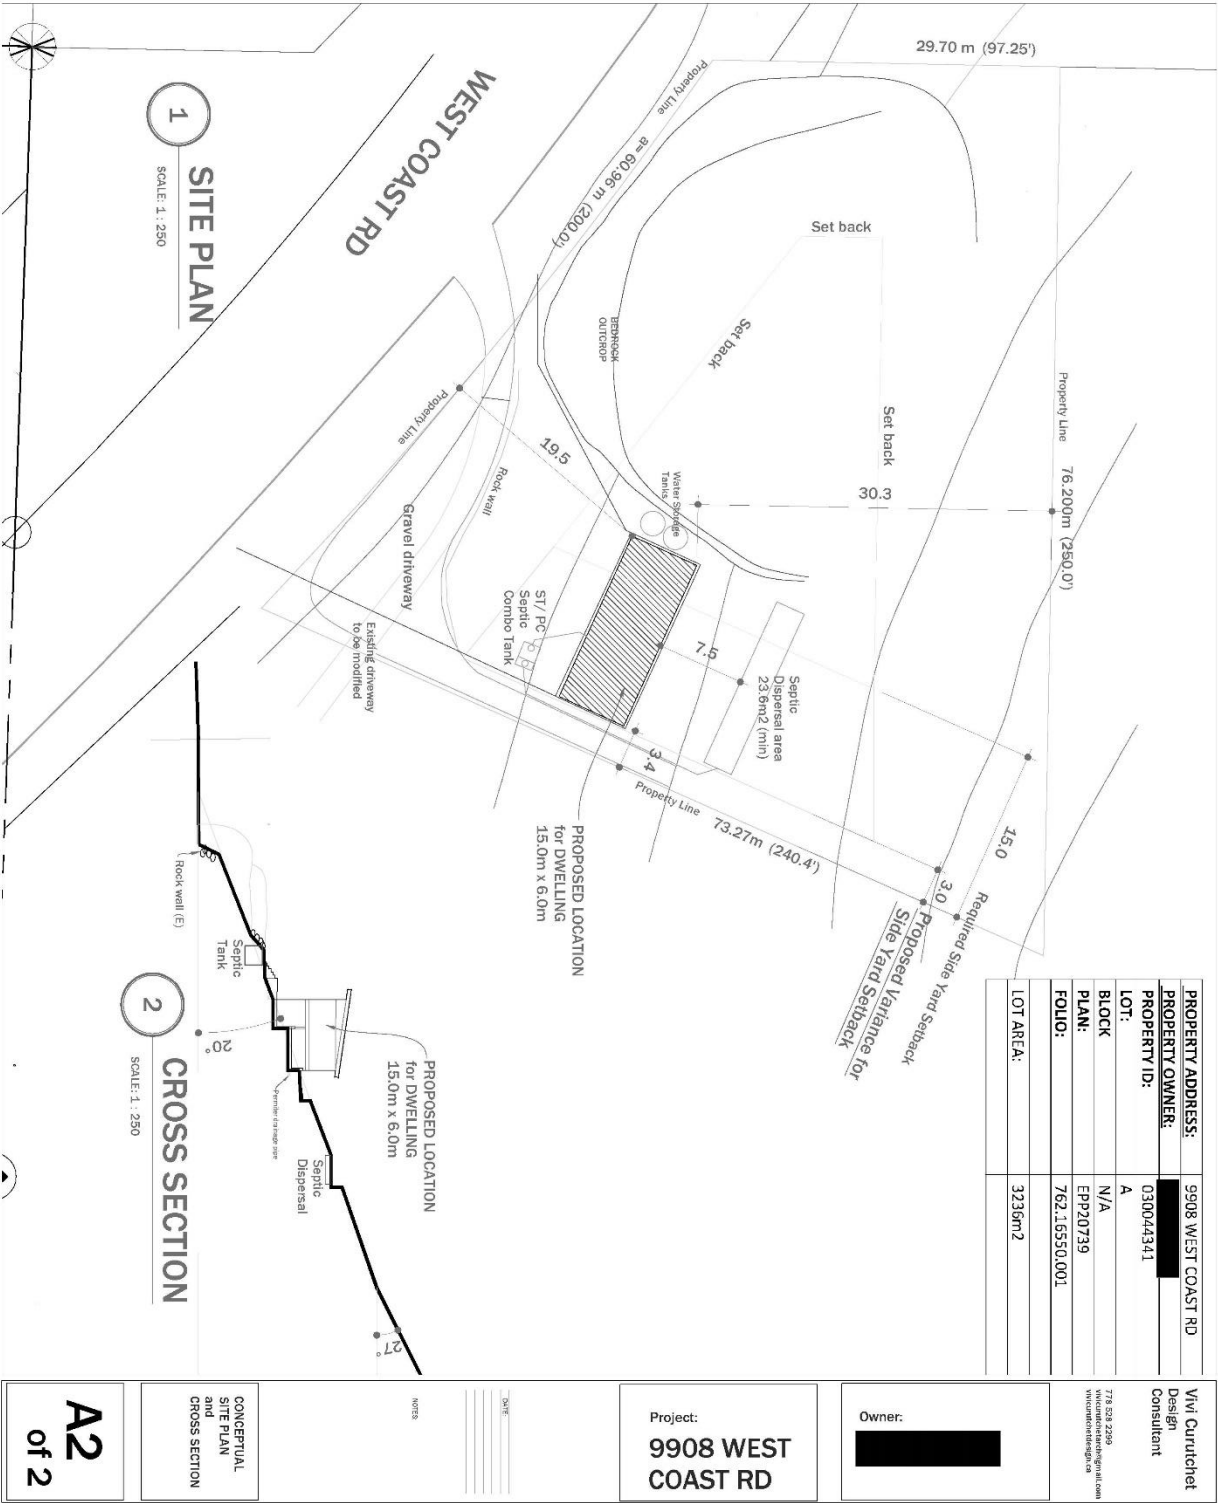 29.70 m (97.25')
Property Line
a= 60.96 m (200.0')
WEST COAST RD
1
SITE PLAN
SCALE: 1 : 250
Set back
Set back
Set back
BEDROCK
OUTCROP
Property Line
76.200m (250.0')
30.3
19.5
Property Line
Rock wall
Gravel driveway
Water Storage
Tanks
ST/ PC
Septic
Combo Tank
Existing driveway
to be modified
7.5
Septic
Dispersal area
23.6m2 (min)
3.4
Property Line
73.27m (240.4')
15.0
3.0
Required Side Yard Setback
Proposed Variance for
Side Yard Setback
PROPOSED LOCATION
for DWELLING
15.0m x 6.0m
Rock wall (E)
Septic
Tank
20°
Perimiter drainage pipe
Septic
Dispersal
27°
PROPOSED LOCATION
for DWELLING
15.0m x 6.0m
2
CROSS SECTION
SCALE: 1 : 250
PROPERTY ADDRESS: 9908 WEST COAST RD
PROPERTY OWNER:
PROPERTY ID: 030044341
LOT: A
BLOCK N/A
PLAN: EPP20739
FOLIO: 762.16550.001
LOT AREA: 3236m2
Vivi Curutchet
Design
Consultant
778 528 2299
vivicurutchetarch@gmail.com
vivicurutchetdesign.ca
Owner:
Project:
9908 WEST
COAST RD
DATE:
NOTES:
CONCEPTUAL
SITE PLAN
and
CROSS SECTION
A2
of 2